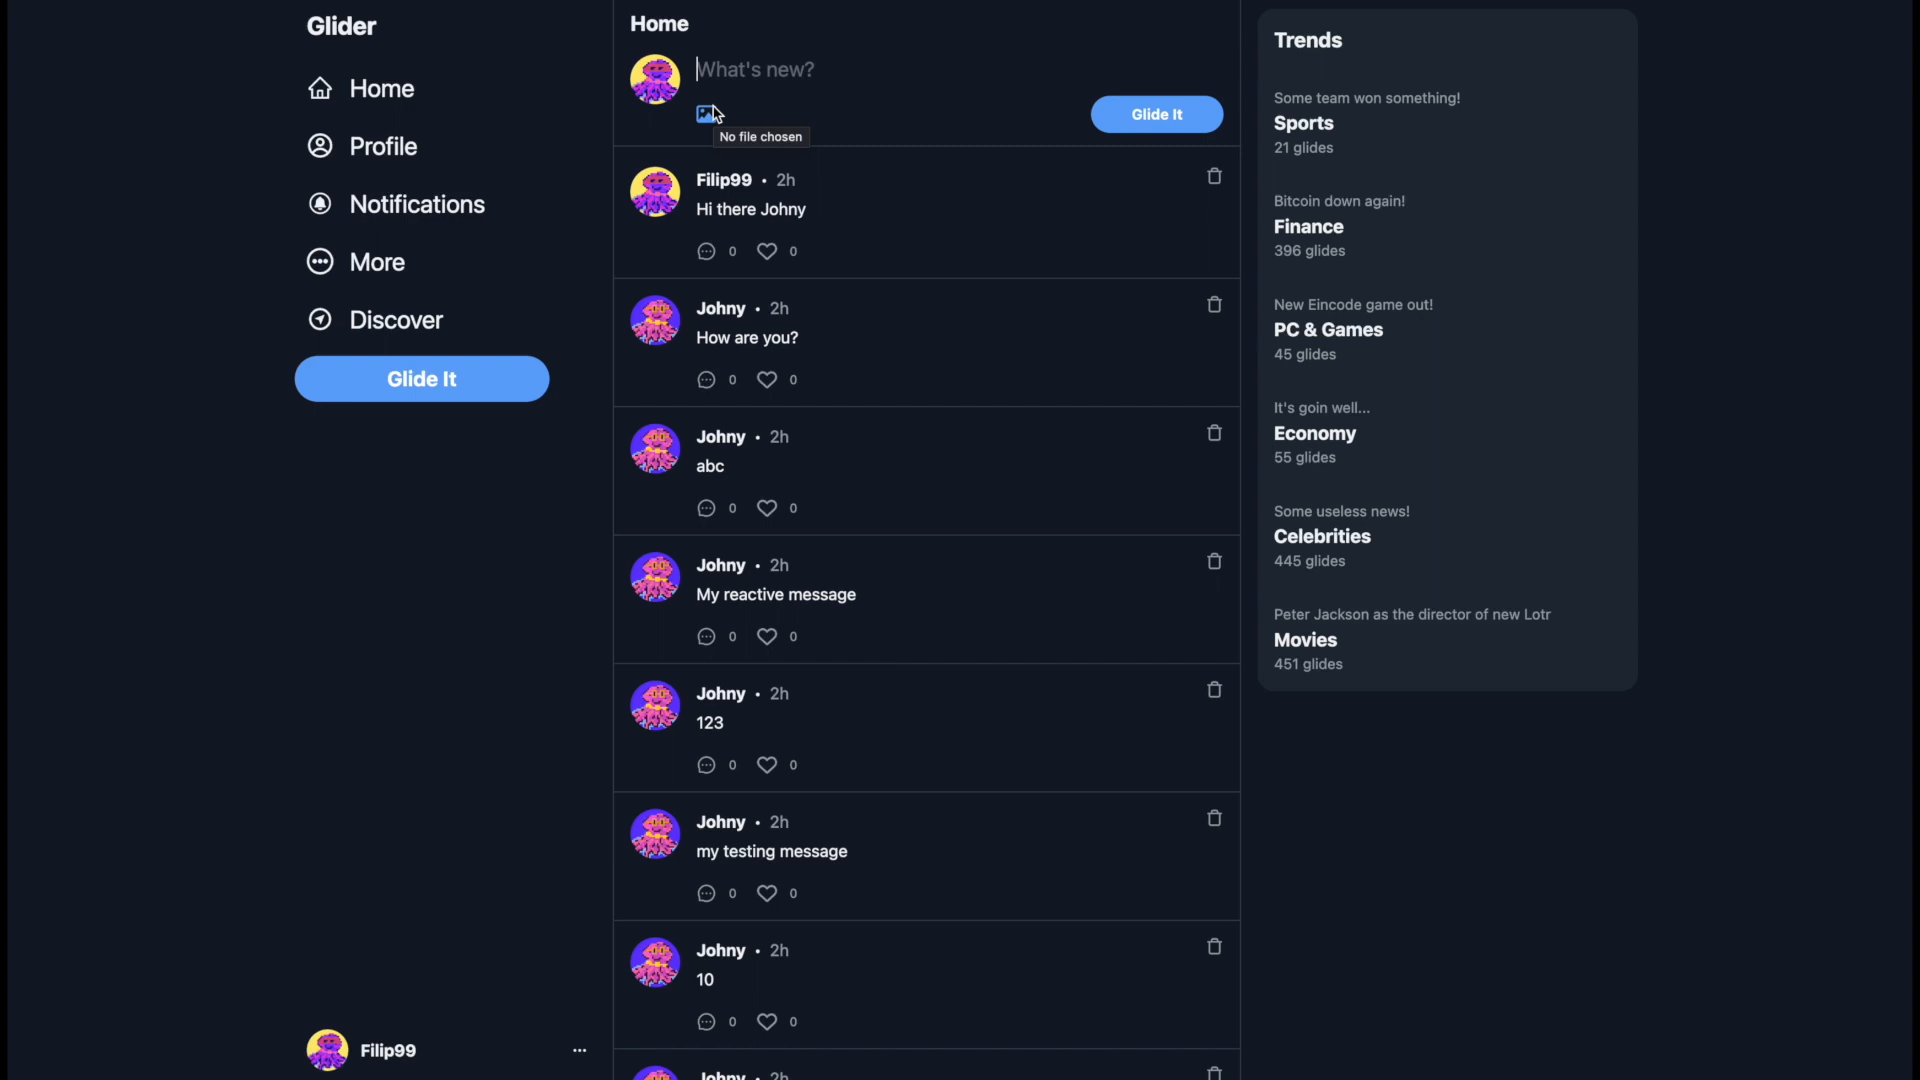 Glider
Home
Profile
Notifications
More
Discover
Glide It
Filip99
Home
What's new?
Glide It
No file chosen
Filip99 • 2h
Hi there Johny
0 0
Johny • 2h
How are you?
0 0
Johny • 2h
abc
0 0
Johny • 2h
My reactive message
0 0
Johny • 2h
123
0 0
Johny • 2h
my testing message
0 0
Johny • 2h
10
0 0
Johny • 2h
Trends
Some team won something!
Sports
21 glides
Bitcoin down again!
Finance
396 glides
New Eincode game out!
PC & Games
45 glides
It's goin well...
Economy
55 glides
Some useless news!
Celebrities
445 glides
Peter Jackson as the director of new Lotr
Movies
451 glides